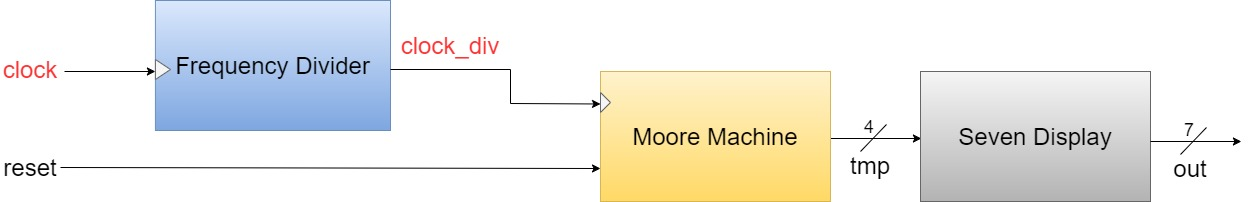 clock
Frequency Divider
clock_div
reset
Moore Machine
4
tmp
Seven Display
7
out